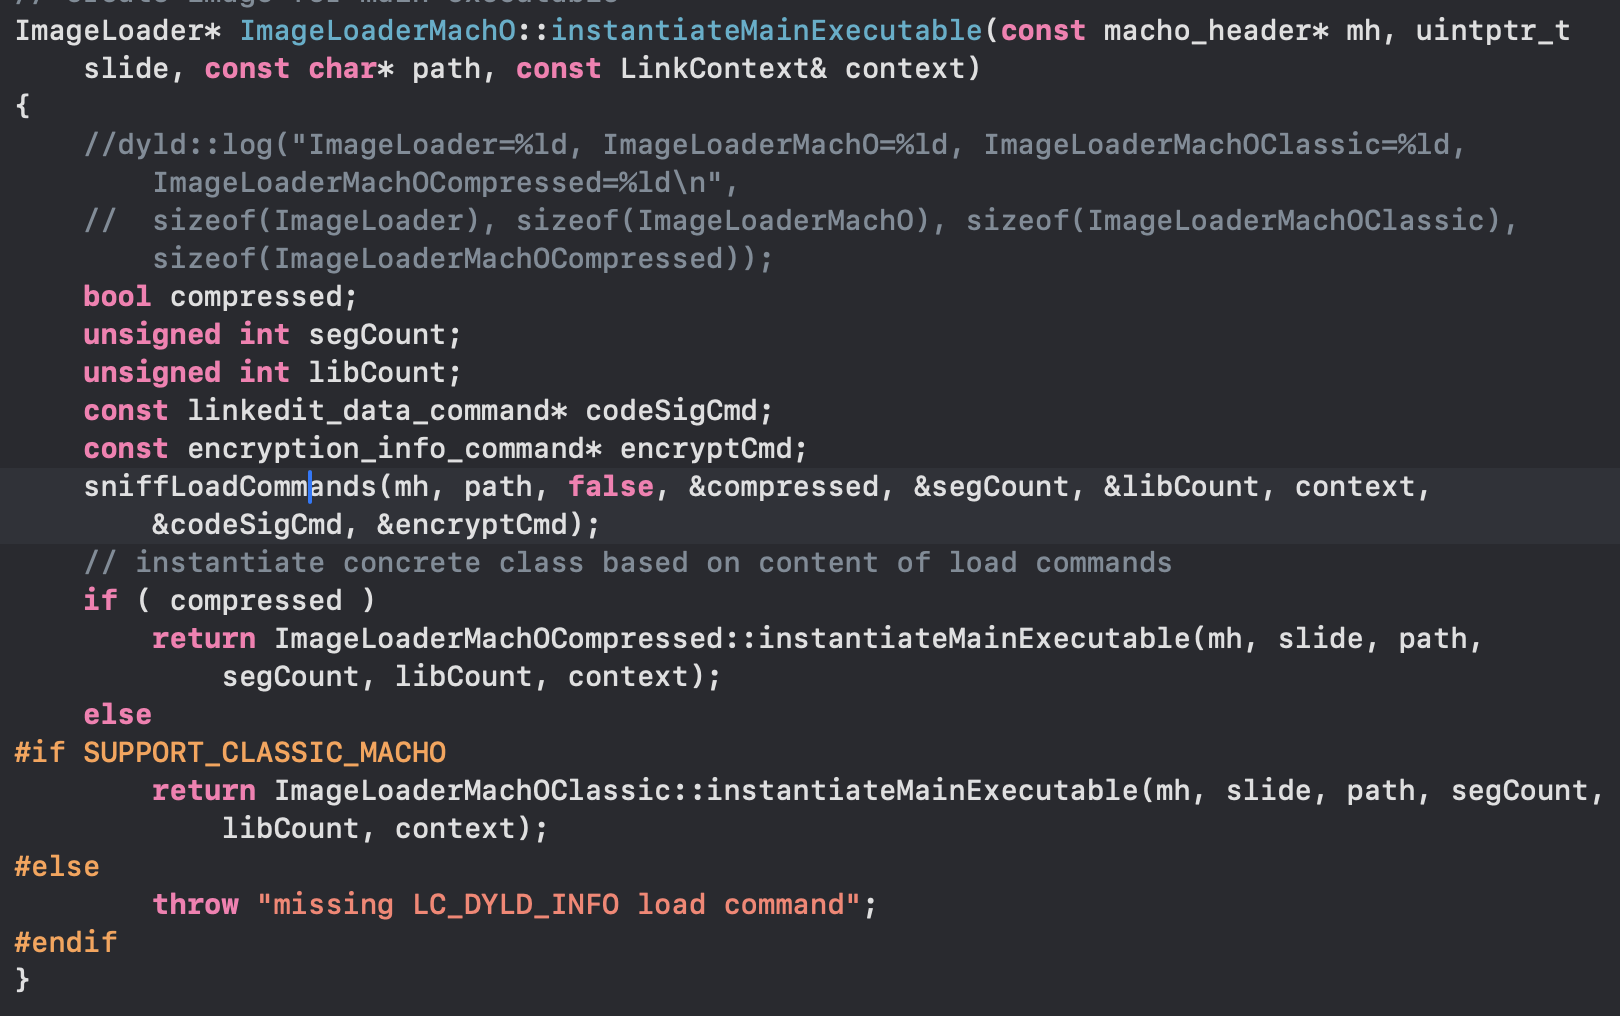 // create image for main executable
ImageLoader* ImageLoaderMachO::instantiateMainExecutable(const macho_header* mh, uintptr_t
slide, const char* path, const LinkContext& context)
{
//dyld::log("ImageLoader=%ld, ImageLoaderMachO=%ld, ImageLoaderMachOClassic=%ld,
ImageLoaderMachOCompressed=%ld\n",
//  sizeof(ImageLoader), sizeof(ImageLoaderMachO), sizeof(ImageLoaderMachOClassic),
sizeof(ImageLoaderMachOCompressed));
bool compressed;
unsigned int segCount;
unsigned int libCount;
const linkedit_data_command* codeSigCmd;
const encryption_info_command* encryptCmd;
sniffLoadCommands(mh, path, false, &compressed, &segCount, &libCount, context,
&codeSigCmd, &encryptCmd);
// instantiate concrete class based on content of load commands
if ( compressed )
return ImageLoaderMachOCompressed::instantiateMainExecutable(mh, slide, path,
segCount, libCount, context);
else
#if SUPPORT_CLASSIC_MACHO
return ImageLoaderMachOClassic::instantiateMainExecutable(mh, slide, path, segCount,
libCount, context);
#else
throw "missing LC_DYLD_INFO load command";
#endif
}